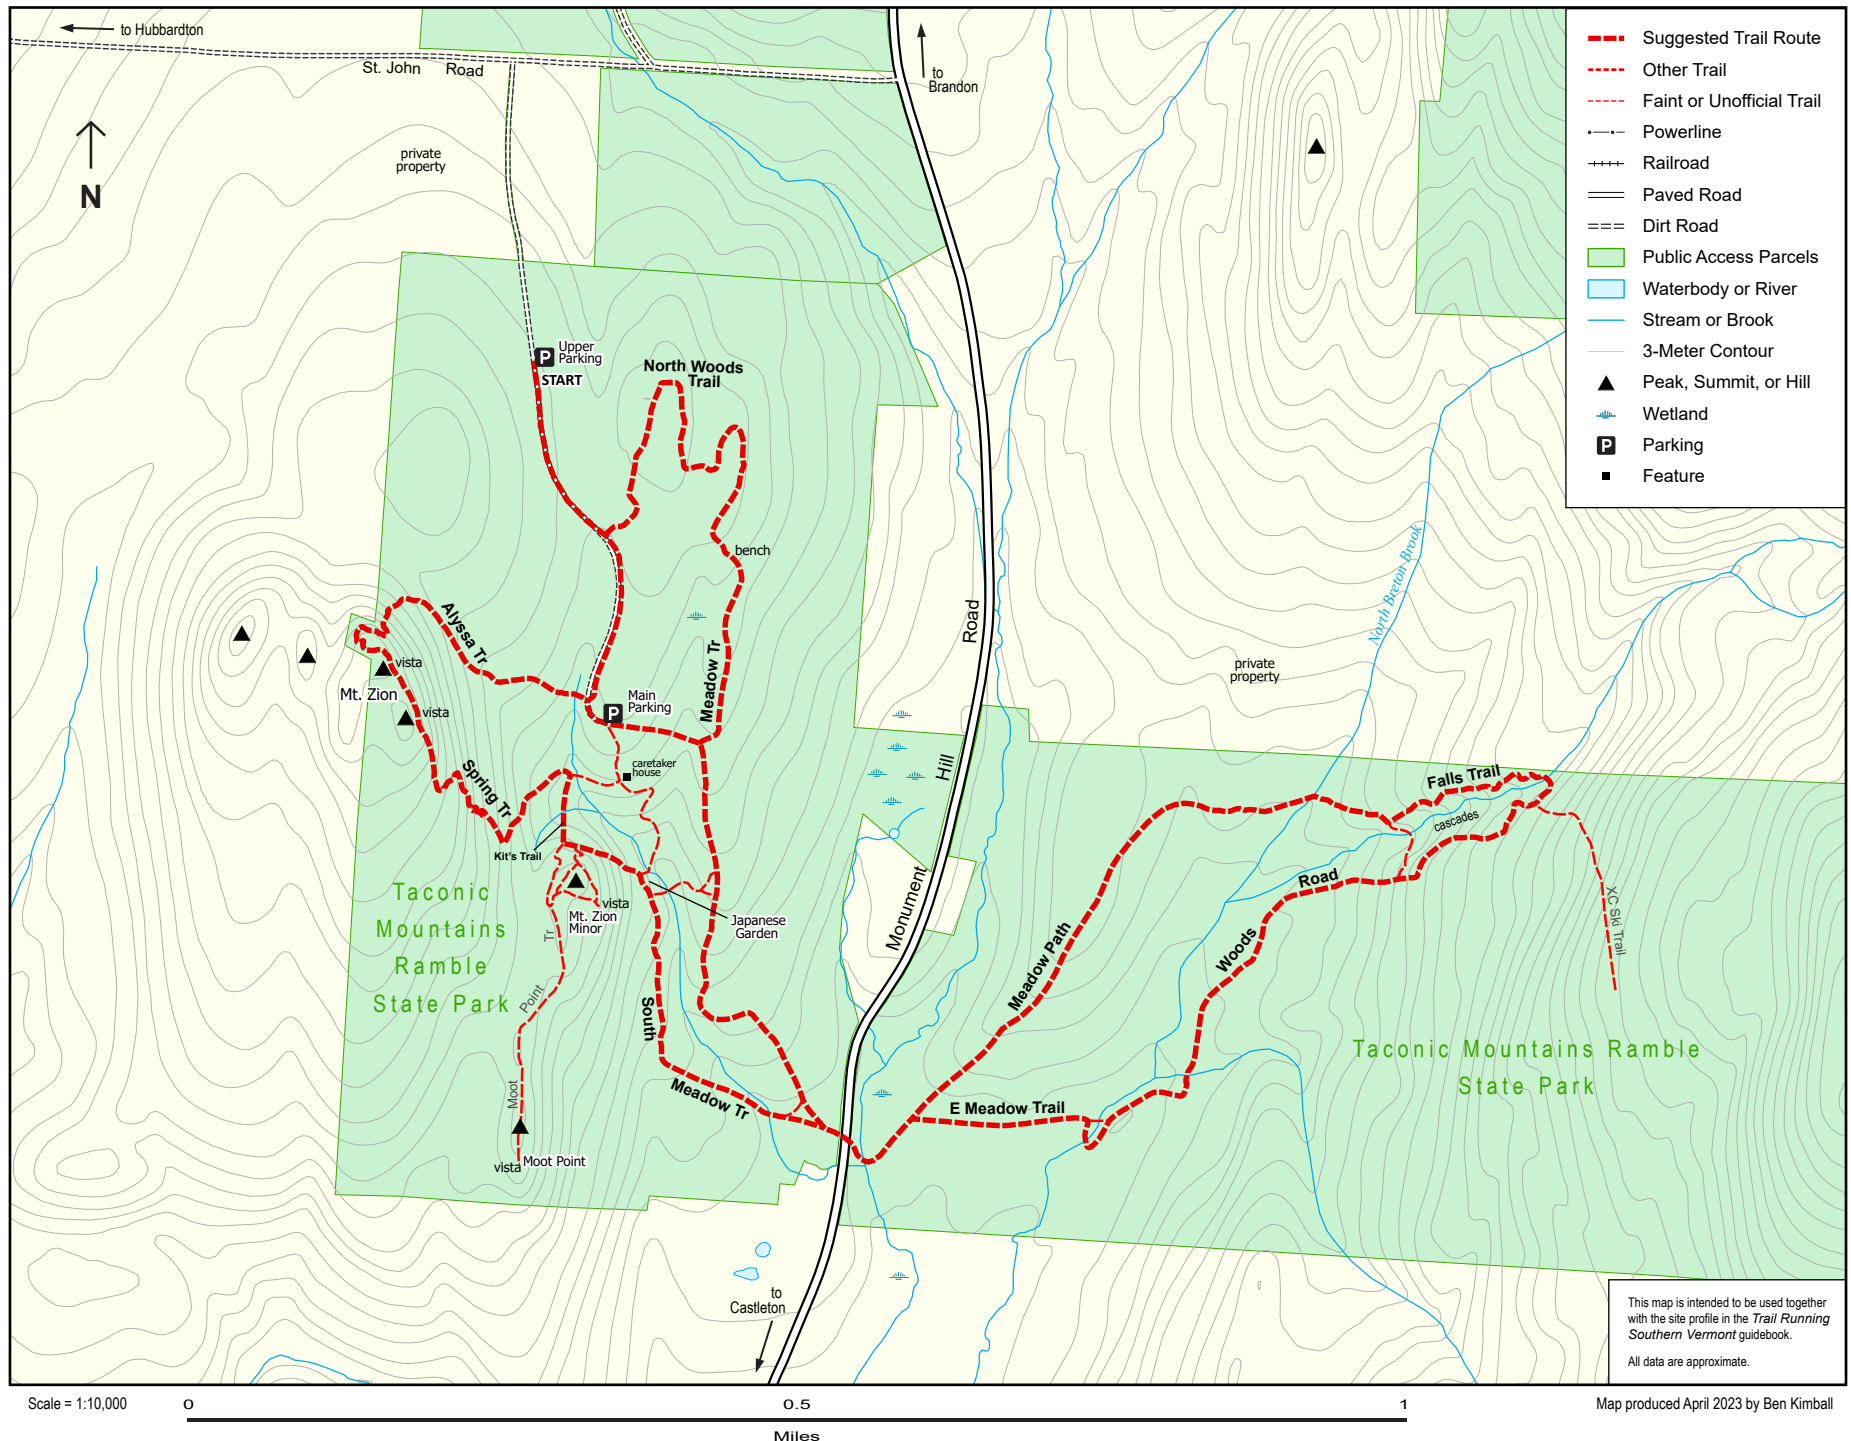 to Hubbardton
St. John Road
to
Brandon
N
private
property
Suggested Trail Route
Other Trail
Faint or Unofficial Trail
Powerline
Railroad
Paved Road
Dirt Road
Public Access Parcels
Waterbody or River
Stream or Brook
3-Meter Contour
Peak, Summit, or Hill
Wetland
P
Parking
Feature
P
Upper
Parking
START
North Woods
Trail
bench
North Breton Brook
Alyssa Tr
Meadow Tr
Road
private
property
vista
Mt. Zion
vista
P
Main
Parking
caretaker
house
Spring Tr
Hill
Falls Trail
cascades
Kit's Trail
Road
Taconic
Mountains
Ramble
State Park
vista
Mt. Zion
Minor
Japanese
Garden
Monument
XC Ski Trail
Tr
Point
Moot
Meadow Path
Woods
South
Meadow Tr
E Meadow Trail
Taconic Mountains Ramble
State Park
vista
Moot Point
to
Castleton
This map is intended to be used together
with the site profile in the Trail Running
Southern Vermont guidebook.
All data are approximate.
Scale = 1:10,000
0
0.5
1
Miles
Map produced April 2023 by Ben Kimball